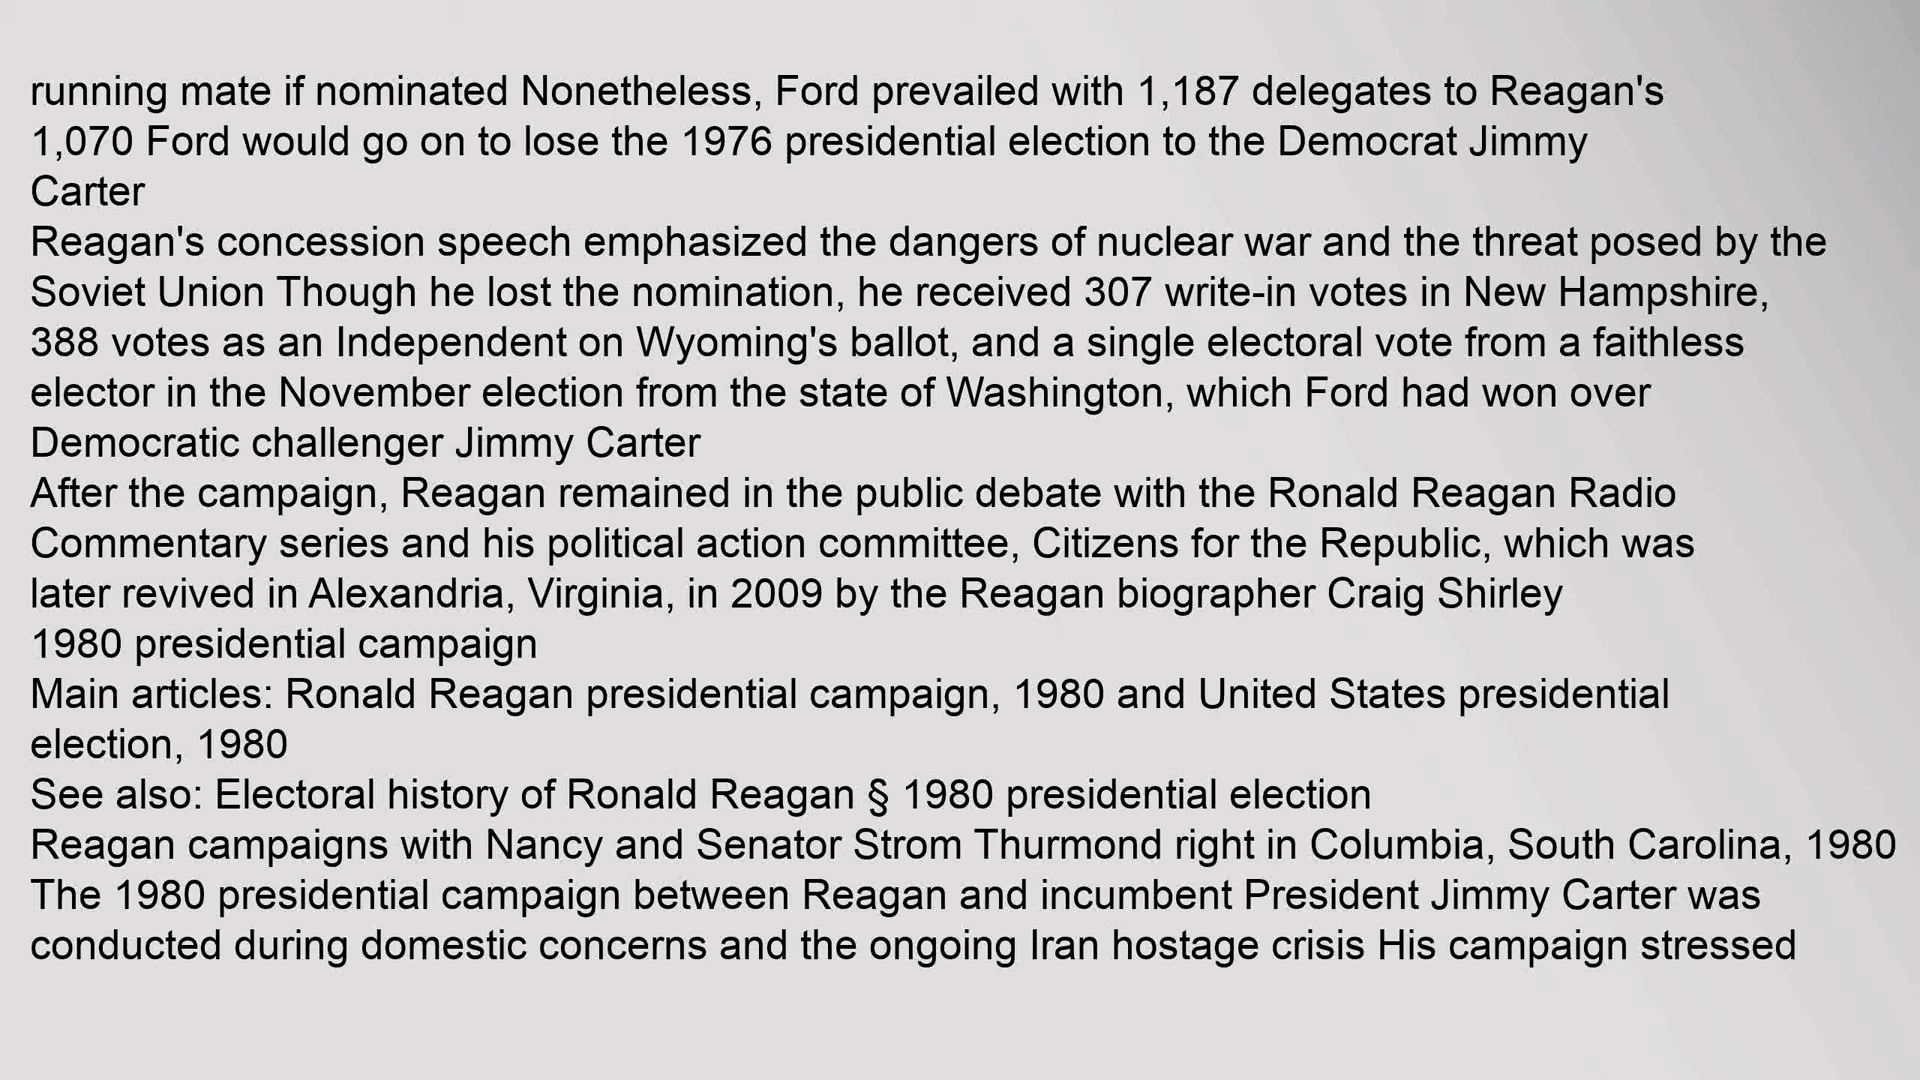 running mate if nominated Nonetheless, Ford prevailed with 1,187 delegates to Reagan's
1,070 Ford would go on to lose the 1976 presidential election to the Democrat Jimmy
Carter
Reagan's concession speech emphasized the dangers of nuclear war and the threat posed by the
Soviet Union Though he lost the nomination, he received 307 write-in votes in New Hampshire,
388 votes as an Independent on Wyoming's ballot, and a single electoral vote from a faithless
elector in the November election from the state of Washington, which Ford had won over
Democratic challenger Jimmy Carter
After the campaign, Reagan remained in the public debate with the Ronald Reagan Radio
Commentary series and his political action committee, Citizens for the Republic, which was
later revived in Alexandria, Virginia, in 2009 by the Reagan biographer Craig Shirley
1980 presidential campaign
Main articles: Ronald Reagan presidential campaign, 1980 and United States presidential
election, 1980
See also: Electoral history of Ronald Reagan § 1980 presidential election
Reagan campaigns with Nancy and Senator Strom Thurmond right in Columbia, South Carolina, 1980
The 1980 presidential campaign between Reagan and incumbent President Jimmy Carter was
conducted during domestic concerns and the ongoing Iran hostage crisis His campaign stressed